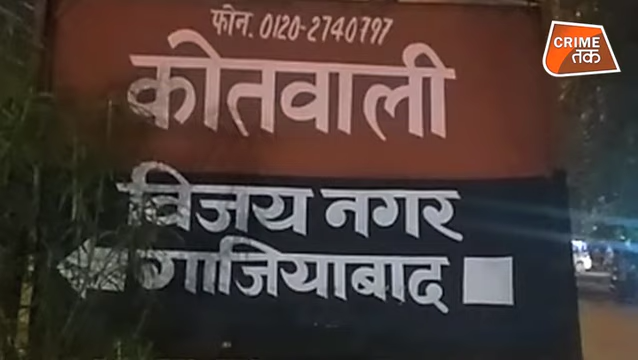 फोन. 0120-2740797
CRIME
तक
कोतवाली
विजय नगर
गाजियाबाद